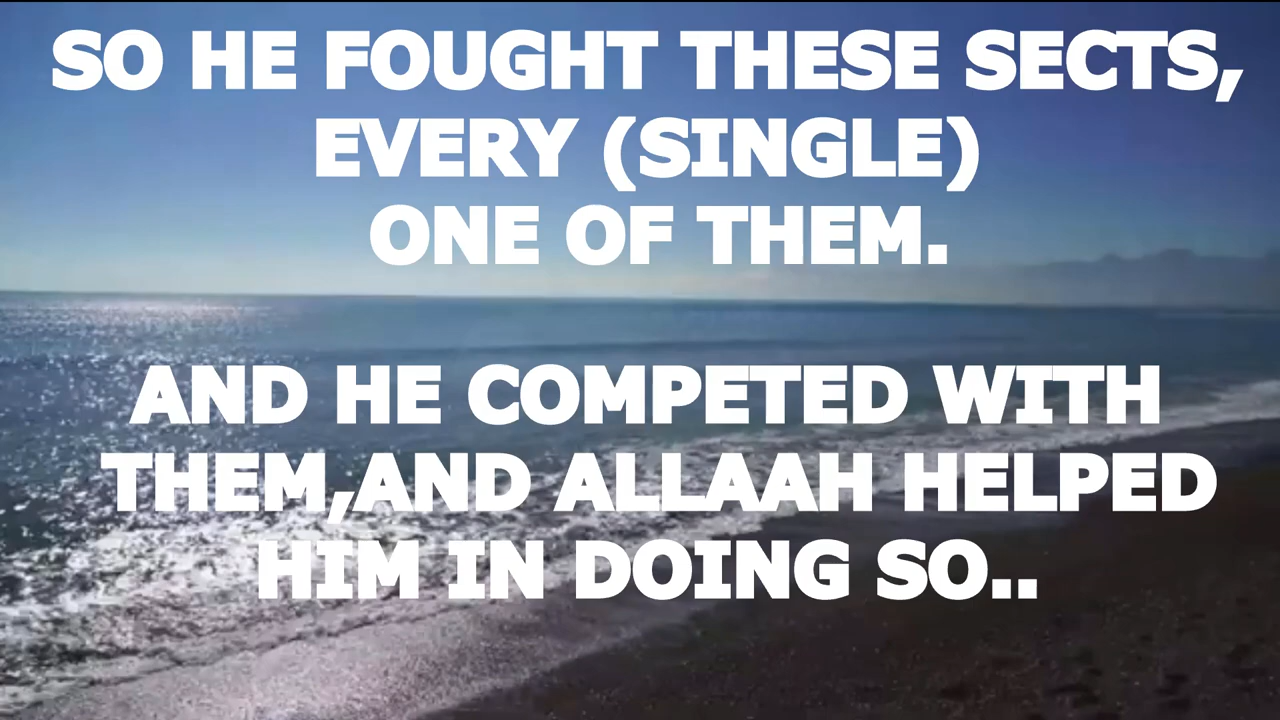 SO HE FOUGHT THESE SECTS,
EVERY (SINGLE)
ONE OF THEM.
AND HE COMPETED WITH
THEM,AND ALLAAH HELPED
HIM IN DOING SO..